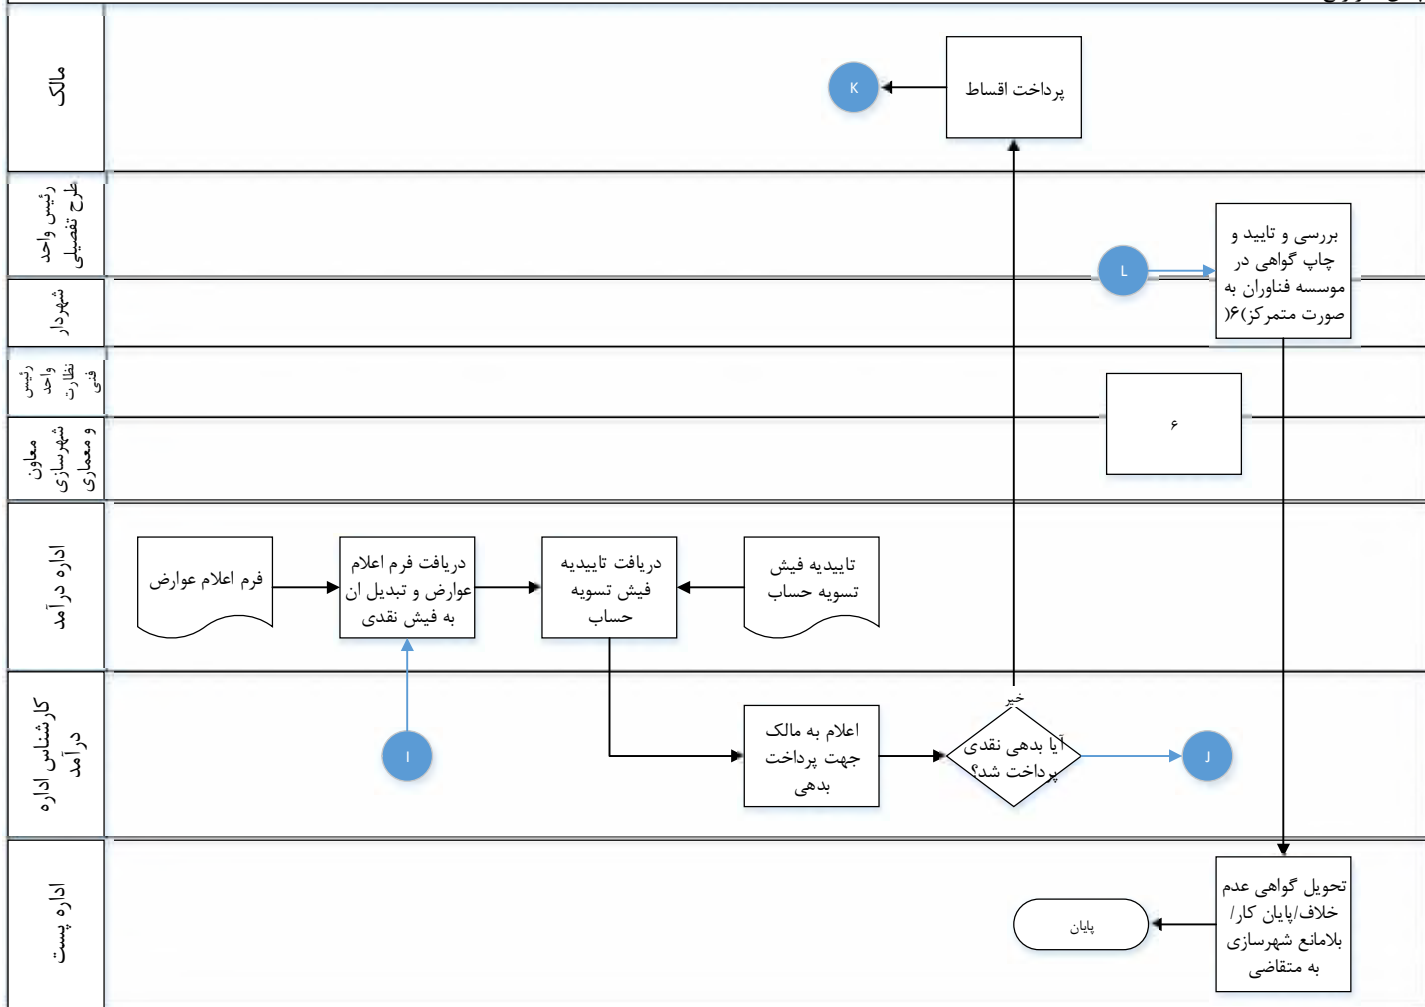 مالک
پرداخت اقساط
K
رئیس واحد
طرح تفصیلی
بررسی و تایید و
چاپ گواهی در
موسسه فناوران به
صورت متمرکز)۶(
L
شهردار
رئیس
واحد
نظارت
فنی
۶
معاون
شهرسازی
و معماری
اداره درآمد
فرم اعلام عوارض
دریافت فرم اعلام
عوارض و تبدیل ان
به فیش نقدی
دریافت تاییدیه
فیش تسویه
حساب
تاییدیه فیش
تسویه حساب
کارشناس اداره
درآمد
I
اعلام به مالک
جهت پرداخت
بدهی
خیر
آیا بدهی نقدی
پرداخت شد؟
J
اداره پست
تحویل گواهی عدم
خلاف/پایان کار/
بلامانع شهرسازی
به متقاضی
پایان